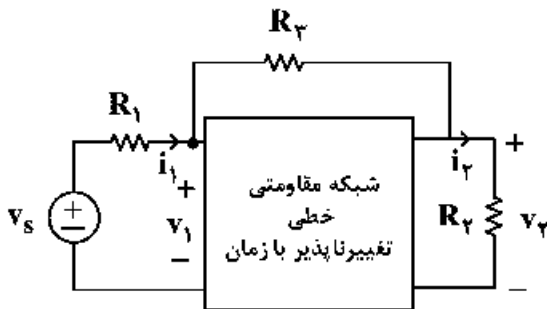 R۳
R۱
i۱
i۲
+
+
شبکه مقاومتی
خطی
تغییرناپذیر با زمان
vs
+
−
v۱
R۲
v۲
−
−